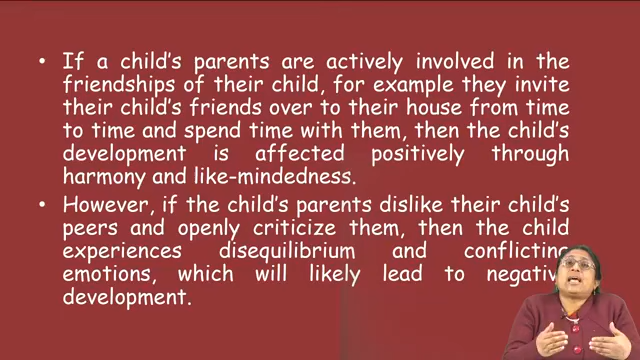 • If a child's parents are actively involved in the
friendships of their child, for example they invite
their child's friends over to their house from time
to time and spend time with them, then the child's
development is affected positively through
harmony and like-mindedness.
• However, if the child's parents dislike their child's
peers and openly criticize them, then the child
experiences disequilibrium and conflicting
emotions, which will likely lead to negative
development.